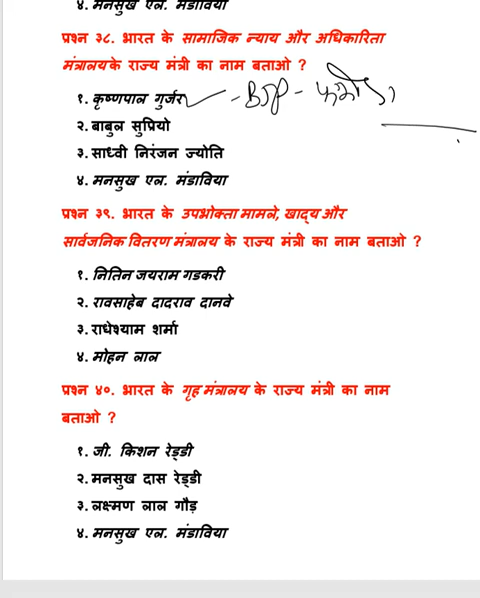 ४. मनसुख एल. मंडाविया
प्रश्न ३८. भारत के सामाजिक न्याय और अधिकारिता
मंत्रालय के राज्य मंत्री का नाम बताओ ?
१. कृष्णपाल गुर्जर - BJP -
२. बाबुल सुप्रियो
३. साध्वी निरंजन ज्योति
४. मनसुख एल. मंडाविया
प्रश्न ३९. भारत के उपभोक्ता मामले, खाद्य और
सार्वजनिक वितरण मंत्रालय के राज्य मंत्री का नाम बताओ ?
१. नितिन जयराम गडकरी
२. रावसाहेब दादराव दानवे
३. राधेश्याम शर्मा
४. मोहन लाल
प्रश्न ४०. भारत के गृह मंत्रालय के राज्य मंत्री का नाम
बताओ ?
१. जी. किशन रेड्डी
२. मनसुख दास रेड्डी
३. लक्ष्मण लाल गौड़
४. मनसुख एल. मंडाविया